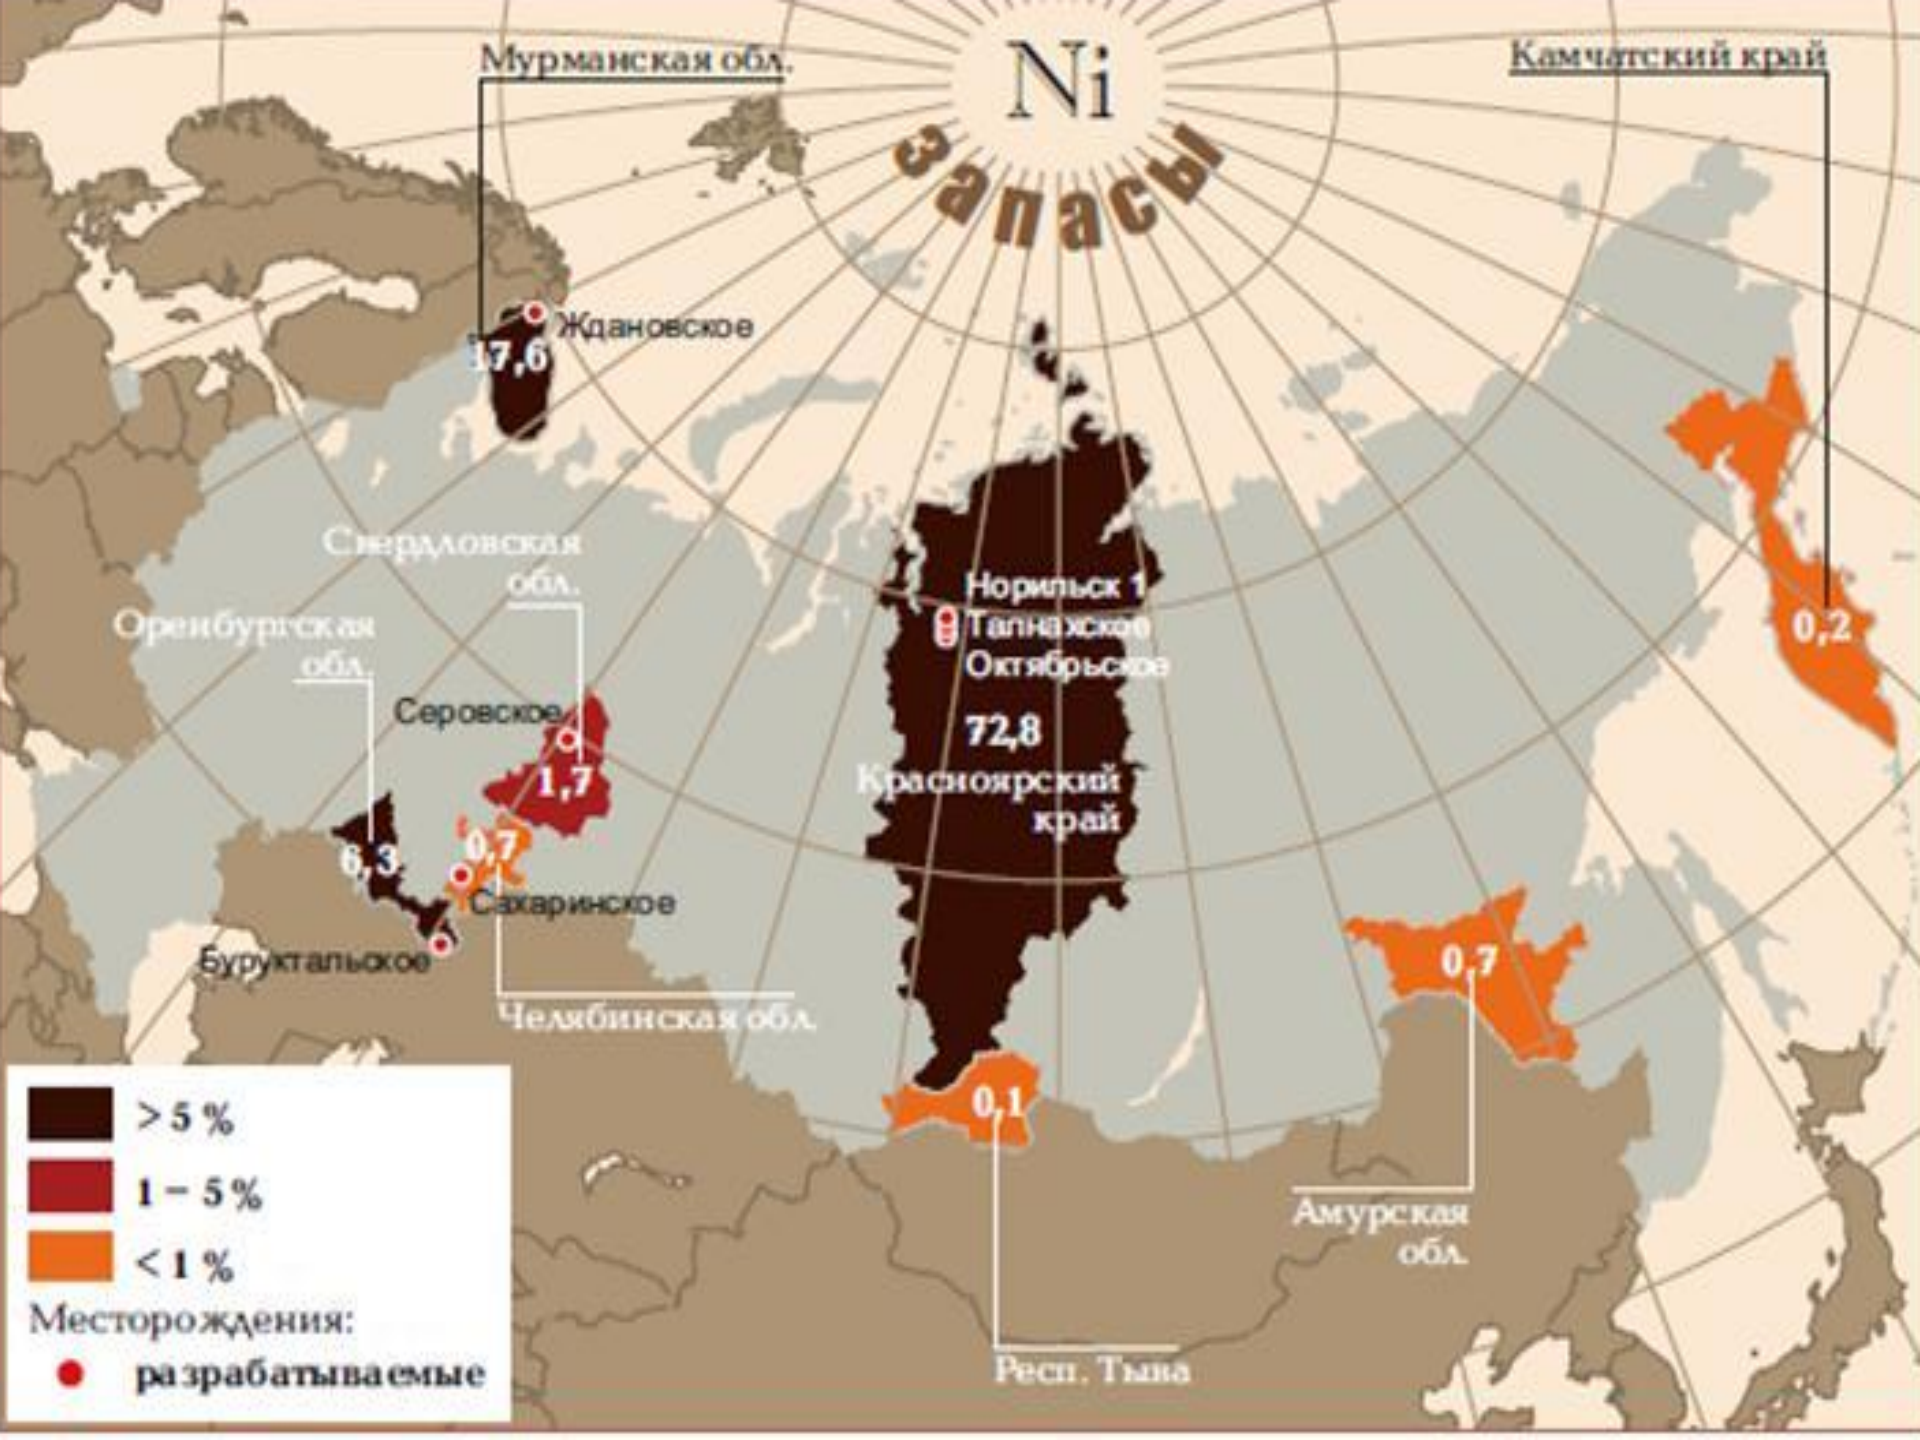 Мурманская обл.
Ni
Камчатский край
запасы
Ждановское
17,6
Свердловская
обл.
Оренбургская
обл.
Норильск 1
Талнахское
Октябрьское
0,2
Серовское
72,8
1,7
Красноярский
край
6,3
0,7
Сахаринское
Буруктальское
0,7
Челябинская обл.
0,1
> 5 %
1 – 5 %
< 1 %
Амурская
обл.
Месторождения:
разрабатываемые
Респ. Тыва